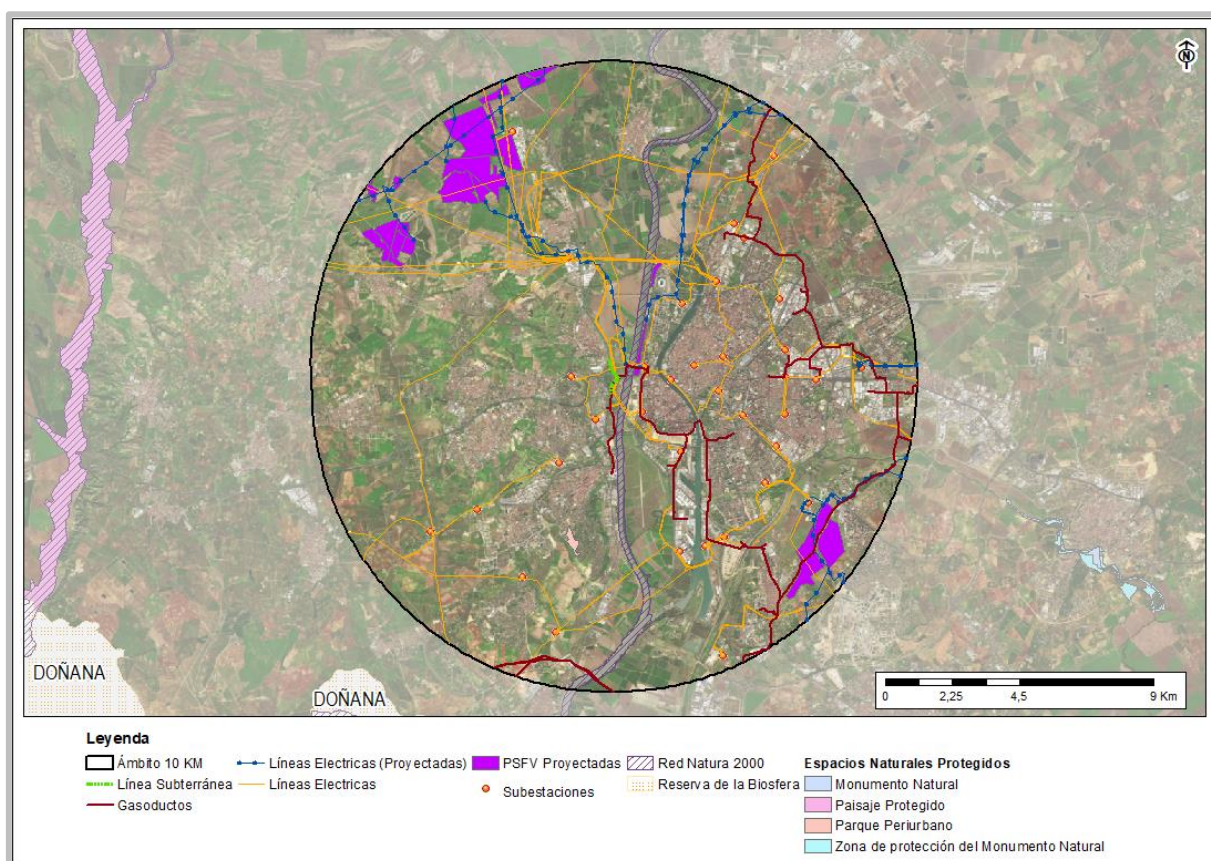 N
DOÑANA
DOÑANA
0 2,25 4,5 9 Km
Leyenda
Ámbito 10 KM
Líneas Electricas (Proyectadas)
PSFV Proyectadas
Red Natura 2000
Espacios Naturales Protegidos
Línea Subterránea
Líneas Electricas
Subestaciones
Reserva de la Biosfera
Monumento Natural
Gasoductos
Paisaje Protegido
Parque Periurbano
Zona de protección del Monumento Natural